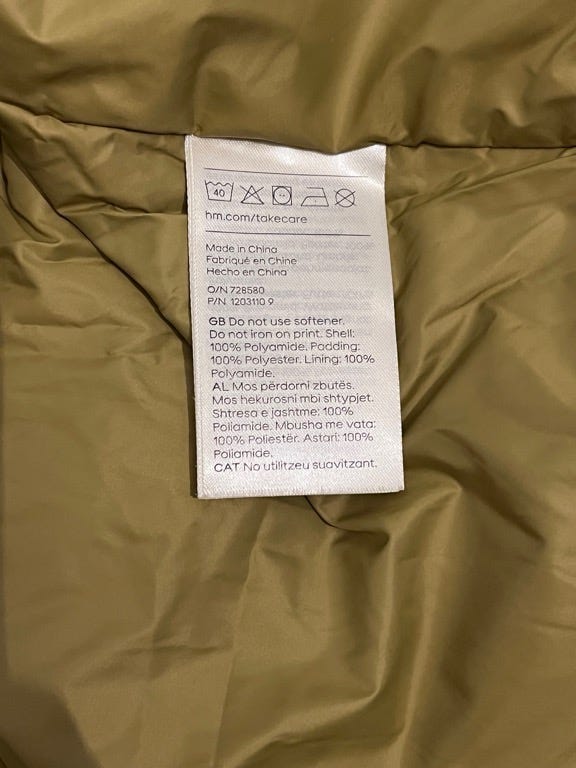 40
hm.com/takecare
Made in China
Fabriqué en Chine
Hecho en China
O/N 728580
P/N. 1203110 9
GB Do not use softener.
Do not iron on print. Shell:
100% Polyamide. Padding:
100% Polyester. Lining: 100%
Polyamide.
AL Mos përdorni zbutës.
Mos hekurosni mbi shtypjet.
Shtresa e jashtme: 100%
Poliamide. Mbusha me vata:
100% Poliestër. Astari: 100%
Poliamide.
CAT No utilitzeu suavitzant.